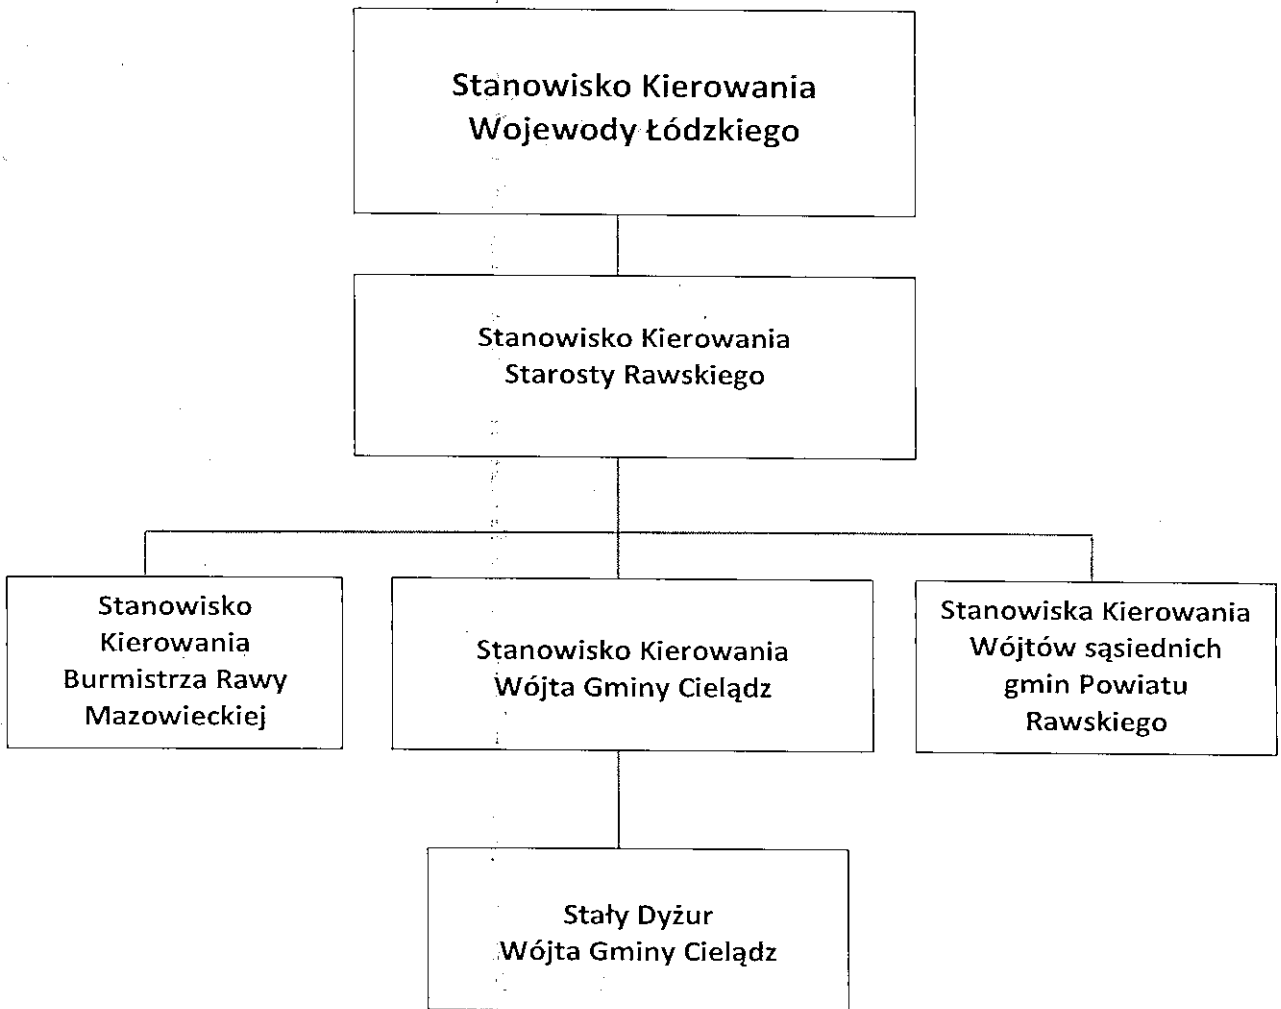 Stanowisko Kierowania
Wojewody Łódzkiego
Stanowisko Kierowania
Starosty Rawskiego
Stanowisko
Kierowania
Burmistrza Rawy
Mazowieckiej
Stanowisko Kierowania
Wójta Gminy Cielądz
Stanowiska Kierowania
Wójtów sąsiednich
gmin Powiatu
Rawskiego
Stały Dyżur
Wójta Gminy Cielądz